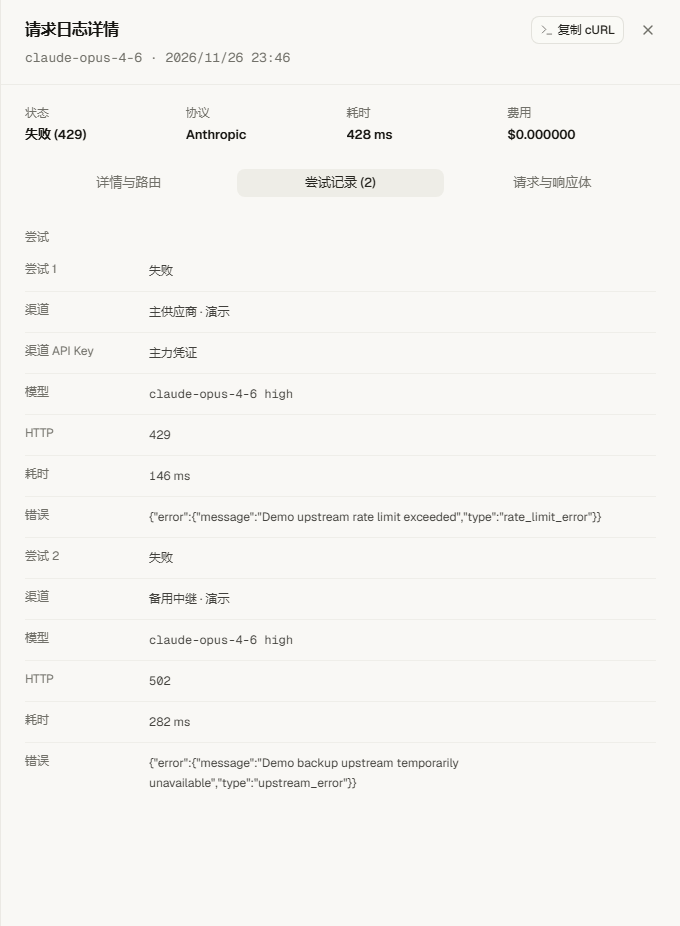 请求日志详情
复制 cURL
claude-opus-4-6 · 2026/11/26 23:46
状态 协议 耗时 费用
失败 (429) Anthropic 428 ms $0.000000
详情与路由 尝试记录 (2) 请求与响应体
尝试
尝试 1 失败
渠道 主供应商 · 演示
渠道 API Key 主力凭证
模型 claude-opus-4-6 high
HTTP 429
耗时 146 ms
错误 {"error":{"message":"Demo upstream rate limit exceeded","type":"rate_limit_error"}}
尝试 2 失败
渠道 备用中继 · 演示
模型 claude-opus-4-6 high
HTTP 502
耗时 282 ms
错误 {"error":{"message":"Demo backup upstream temporarily
unavailable","type":"upstream_error"}}